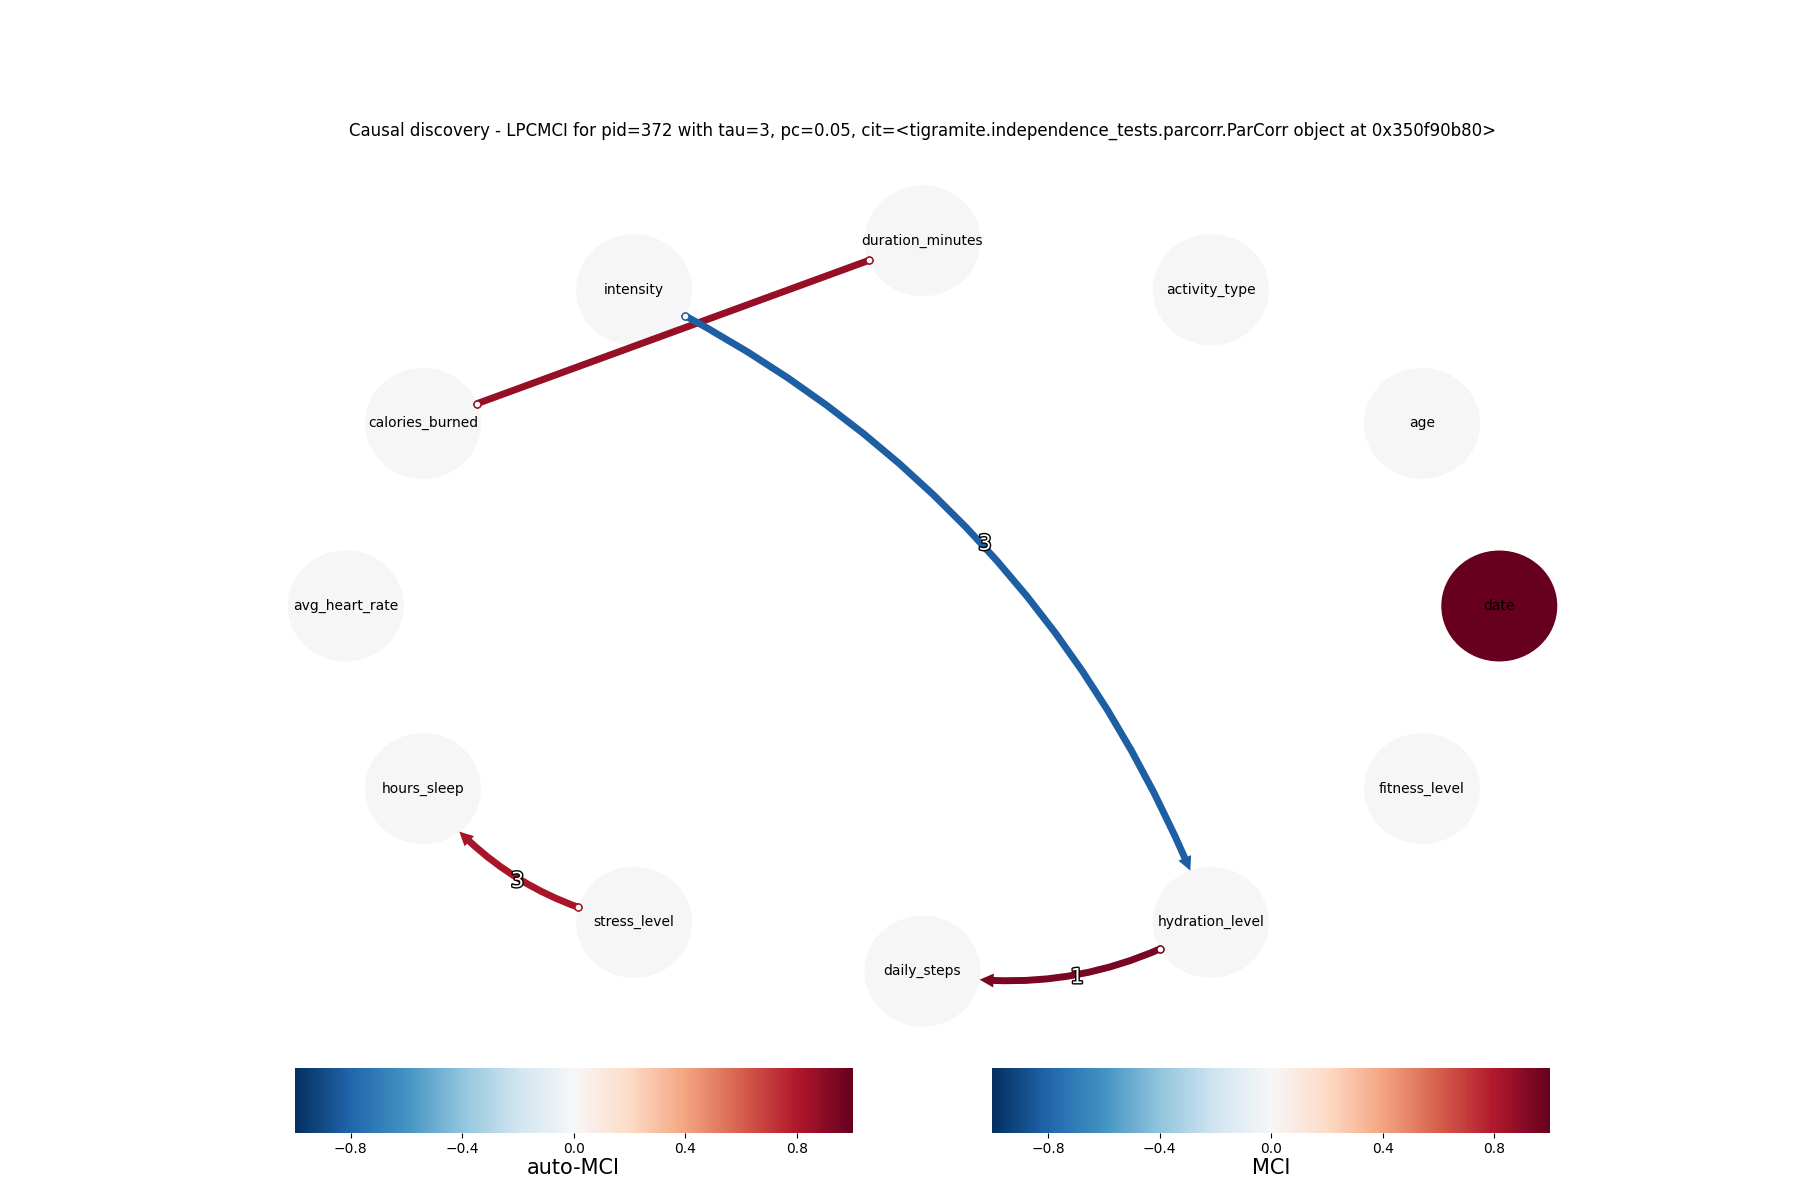 Causal discovery - LPCMCI for pid=372 with tau=3, pc=0.05, cit=<tigramite.independence_tests.parcorr.ParCorr object at 0x350f90b80>
duration_minutes
intensity
activity_type
calories_burned
age
3
avg_heart_rate
date
hours_sleep
fitness_level
3
stress_level
hydration_level
daily_steps
1
−0.8 −0.4 0.0 0.4 0.8
auto-MCI
−0.8 −0.4 0.0 0.4 0.8
MCI